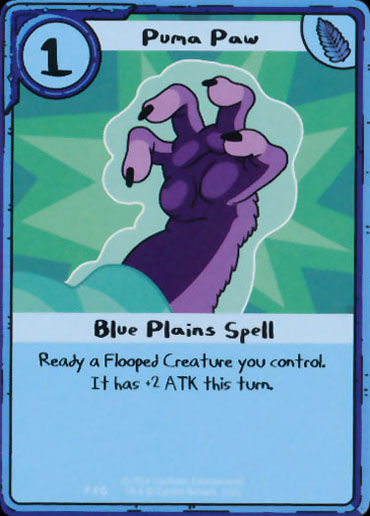 1
Puma Paw
Blue Plains Spell
Ready a Flooped Creature you control.
It has +2 ATK this turn.